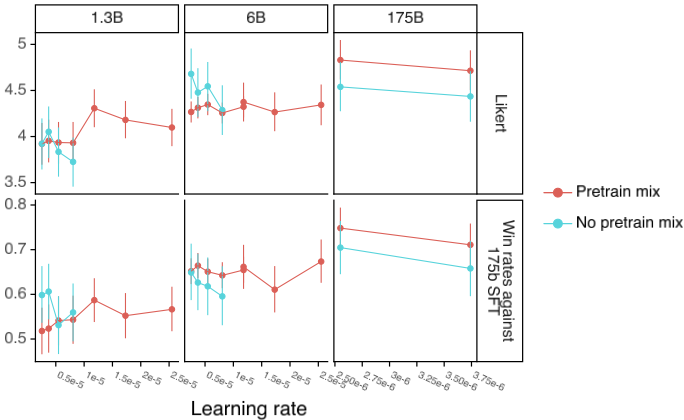 1.3B 6B 175B
5
4.5
4
3.5
Likert
0.8
0.7
0.6
0.5
Win rates against
175b SFT
Pretrain mix
No pretrain mix
0.5e-5 1e-5 1.5e-5 2e-5 2.5e-5 0.5e-5 1e-5 1.5e-5 2e-5 2.5e-5 2.50e-6 2.75e-6 3e-6 3.25e-6 3.50e-6 3.75e-6
Learning rate